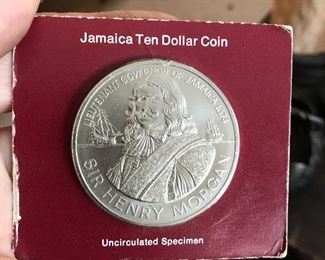 Jamaica Ten Dollar Coin
LIEUTENANT GOVERNOR OF JAMAICA 1674
SIR HENRY MORGAN
Uncirculated Specimen